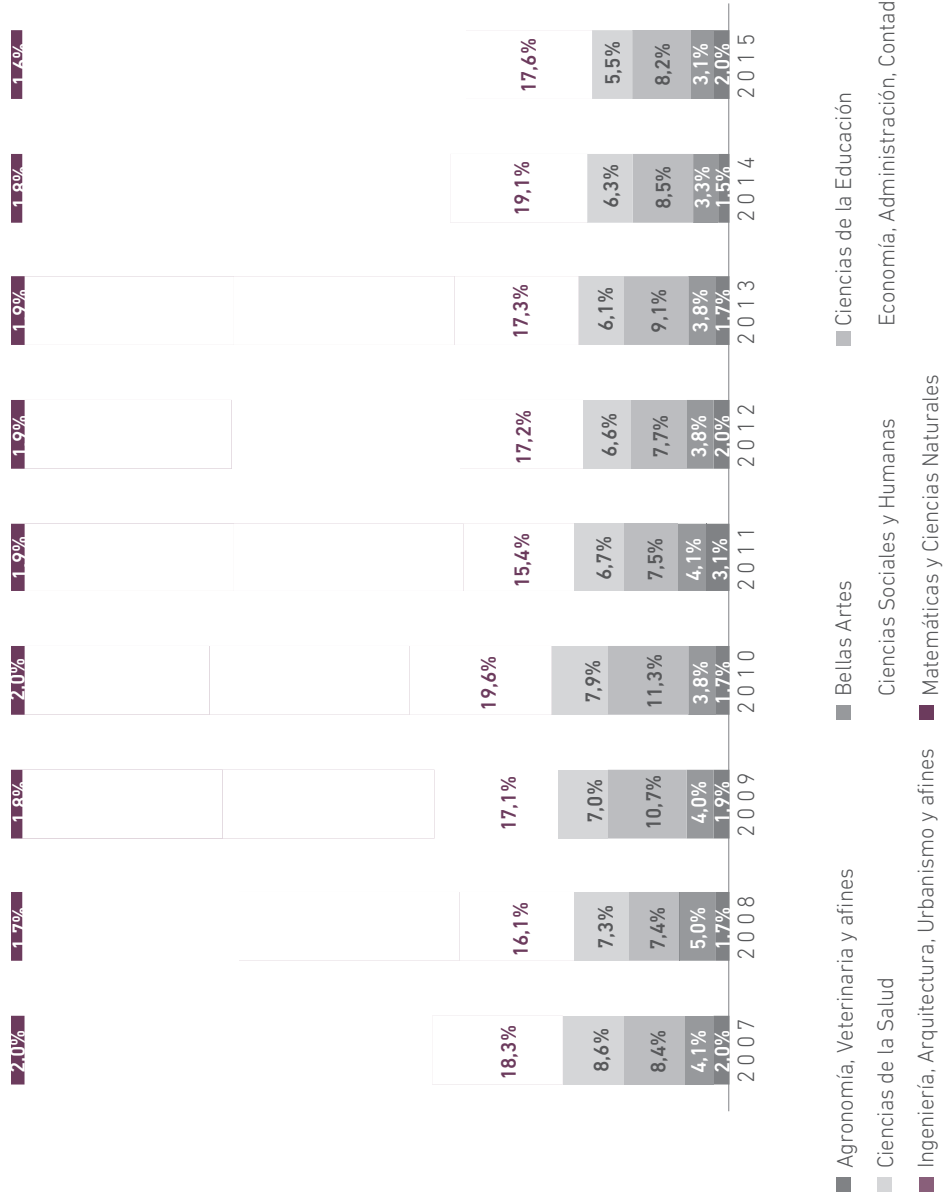 2,0% 1,7% 1,8% 2,0% 1,9% 1,9% 1,9% 1,8% 1,6%
18,3% 16,1% 17,1% 19,6% 15,4% 17,2% 17,3% 19,1% 17,6%
8,6% 7,3% 7,0% 7,9% 6,7% 6,6% 6,1% 6,3% 5,5%
8,4% 7,4% 10,7% 11,3% 7,5% 7,7% 9,1% 8,5% 8,2%
4,1% 5,0% 4,0% 3,8% 4,1% 3,8% 3,8% 3,3% 3,1%
2,0% 1,7% 1,9% 1,7% 3,1% 2,0% 1,7% 1,5% 2,0%
2007 2008 2009 2010 2011 2012 2013 2014 2015
Agronomía, Veterinaria y afines Bellas Artes Ciencias de la Educación
Ciencias de la Salud Ciencias Sociales y Humanas Economía, Administración, Contad
Ingeniería, Arquitectura, Urbanismo y afines Matemáticas y Ciencias Naturales